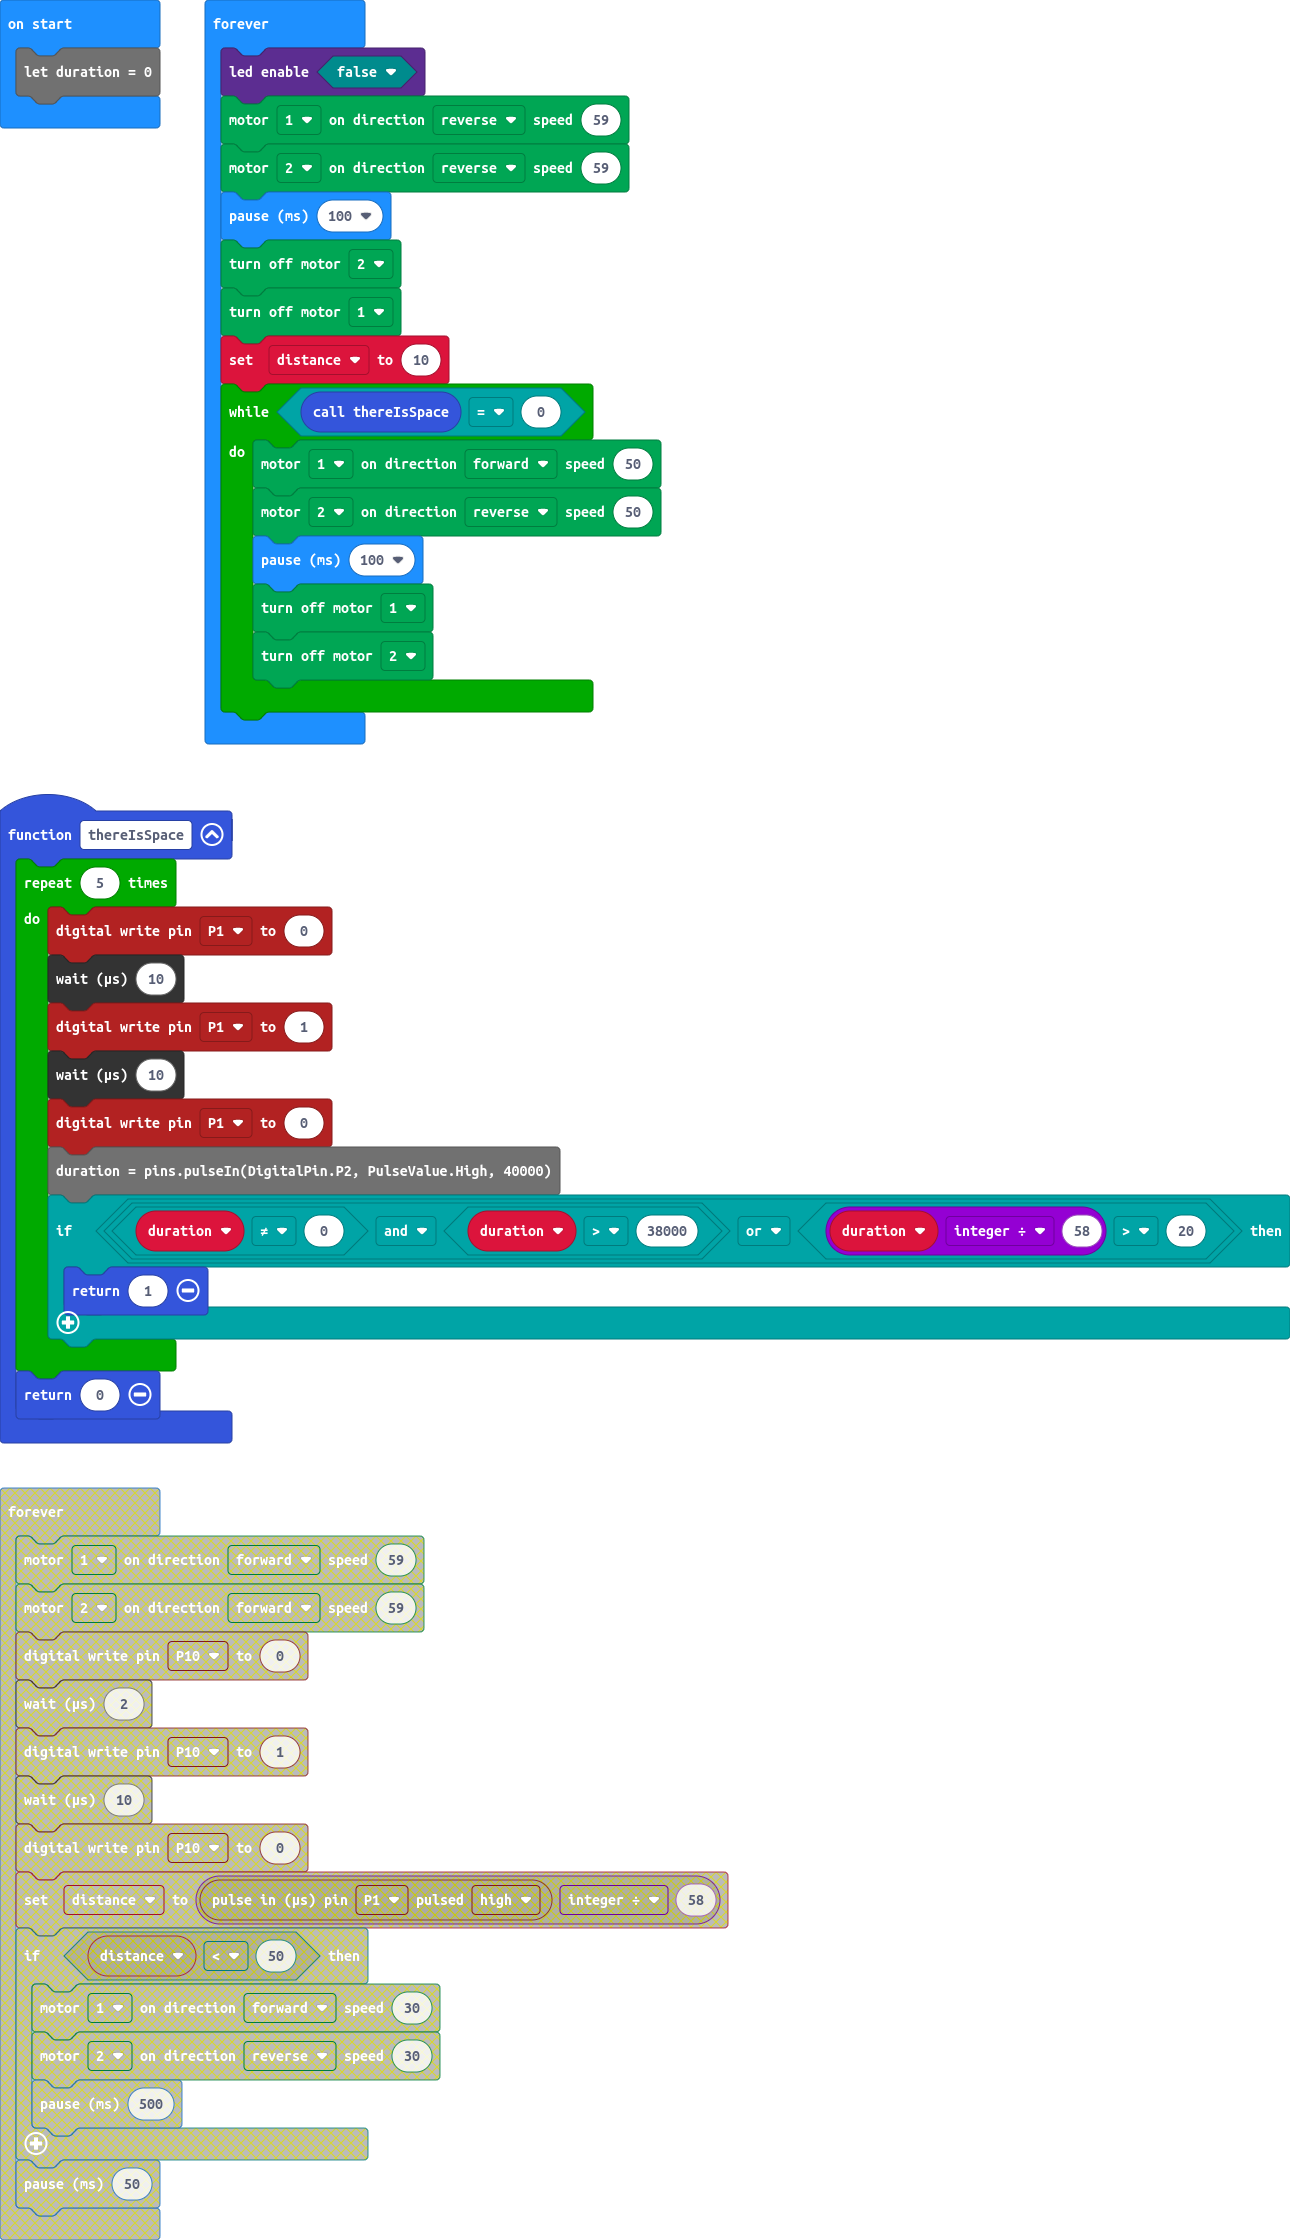 on start
let duration = 0
forever
led enable false
motor 1 on direction reverse speed 59
motor 2 on direction reverse speed 59
pause (ms) 100
turn off motor 2
turn off motor 1
set distance to 10
while call thereIsSpace = 0
do
motor 1 on direction forward speed 50
motor 2 on direction reverse speed 50
pause (ms) 100
turn off motor 1
turn off motor 2
function thereIsSpace
repeat 5 times
do
digital write pin P1 to 0
wait (µs) 10
digital write pin P1 to 1
wait (µs) 10
digital write pin P1 to 0
duration = pins.pulseIn(DigitalPin.P2, PulseValue.High, 40000)
if duration ≠ 0 and duration > 38000 or duration integer ÷ 58 > 20 then
return 1
return 0
forever
motor 1 on direction forward speed 59
motor 2 on direction forward speed 59
digital write pin P10 to 0
wait (µs) 2
digital write pin P10 to 1
wait (µs) 10
digital write pin P10 to 0
set distance to pulse in (µs) pin P1 pulsed high integer ÷ 58
if distance < 50 then
motor 1 on direction forward speed 30
motor 2 on direction reverse speed 30
pause (ms) 500
pause (ms) 50